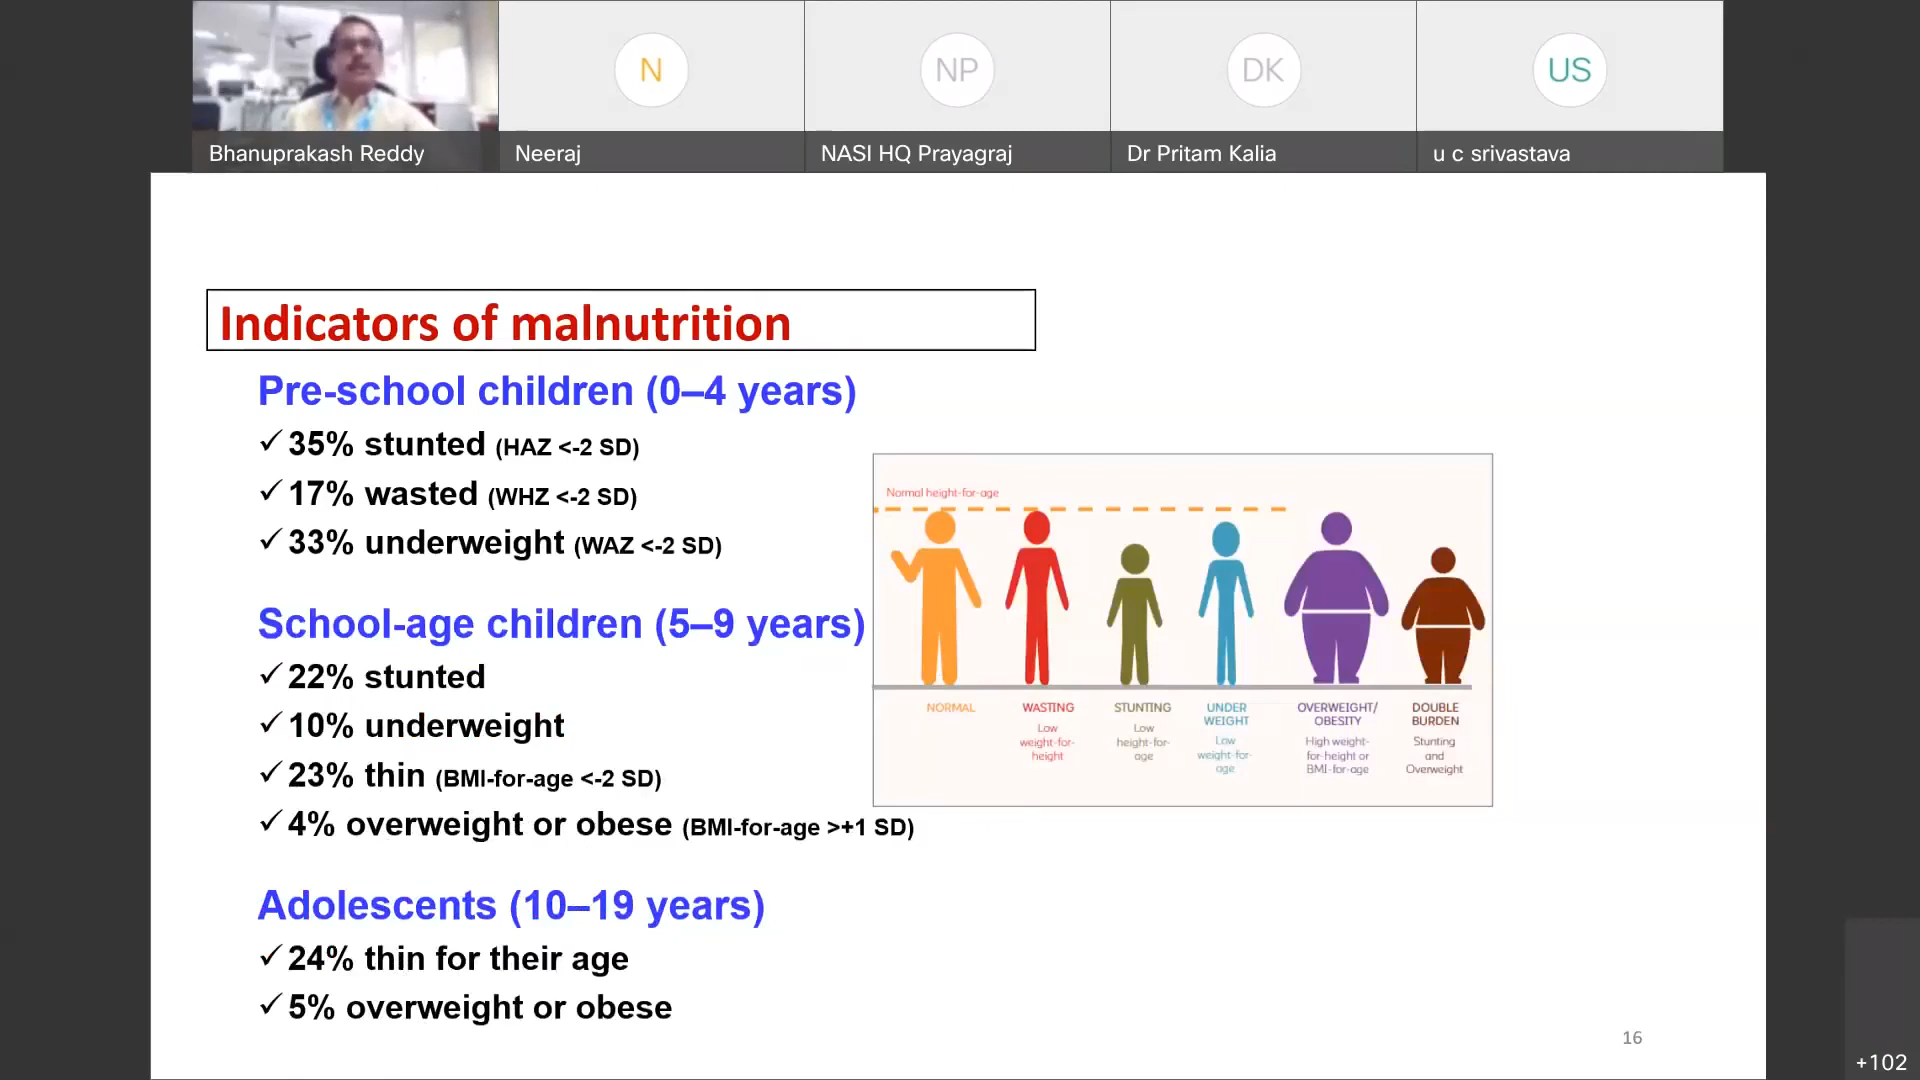 N
NP
DK
US
Bhanuprakash Reddy
Neeraj
NASI HQ Prayagraj
Dr Pritam Kalia
u c srivastava
Indicators of malnutrition
Pre-school children (0–4 years)
✓35% stunted (HAZ <-2 SD)
✓17% wasted (WHZ <-2 SD)
✓33% underweight (WAZ <-2 SD)
School-age children (5–9 years)
✓22% stunted
✓10% underweight
✓23% thin (BMI-for-age <-2 SD)
✓4% overweight or obese (BMI-for-age >+1 SD)
Adolescents (10–19 years)
✓24% thin for their age
✓5% overweight or obese
Normal height-for-age
NORMAL
WASTING
Low
weight-for-
height
STUNTING
Low
height-for-
age
UNDER
WEIGHT
Low
weight-for-
age
OVERWEIGHT/
OBESITY
High weight-
for-height or
BMI-for-age
DOUBLE
BURDEN
Stunting
and
Overweight
16
+102